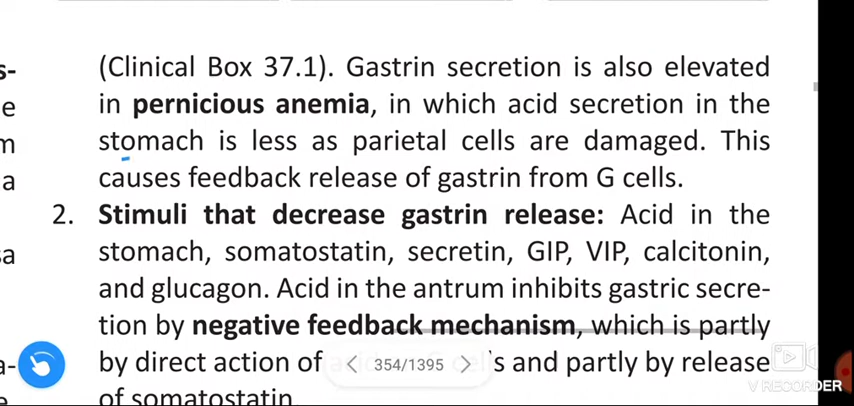 (Clinical Box 37.1). Gastrin secretion is also elevated
s-
in pernicious anemia, in which acid secretion in the
e
stomach is less as parietal cells are damaged. This
m
causes feedback release of gastrin from G cells.
a
2. Stimuli that decrease gastrin release: Acid in the
stomach, somatostatin, secretin, GIP, VIP, calcitonin,
sa
and glucagon. Acid in the antrum inhibits gastric secre-
tion by negative feedback mechanism, which is partly
by direct action of
's and partly by release
a-
354/1395
of somatostatin.
V RECORDER